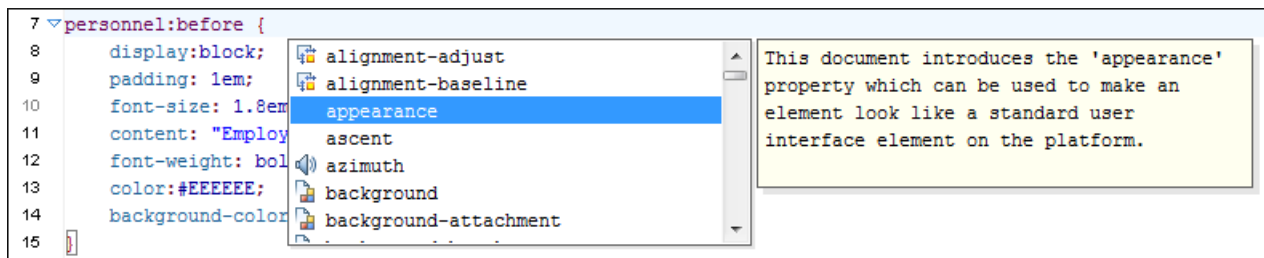 7 personnel:before {
8 display:block;
9 padding: 1em;
10 font-size: 1.8em
11 content: "Employ
12 font-weight: bol
13 color:#EEEEEE;
14 background-color
15 }
alignment-adjust
alignment-baseline
appearance
ascent
azimuth
background
background-attachment
This document introduces the 'appearance'
property which can be used to make an
element look like a standard user
interface element on the platform.